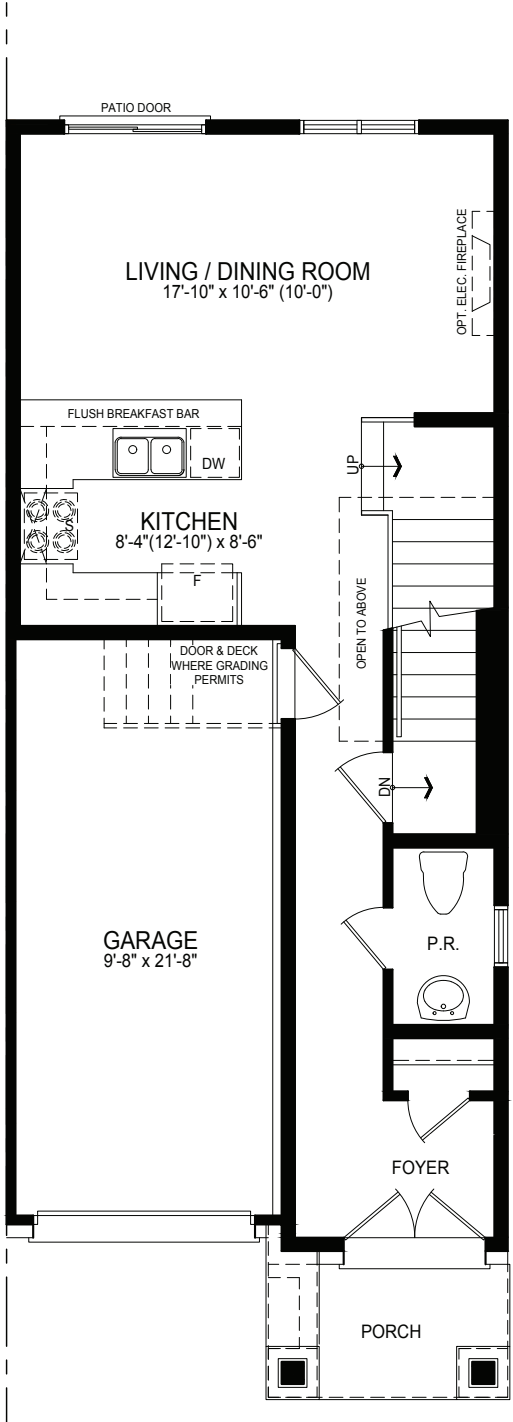 PATIO DOOR
LIVING / DINING ROOM
17'-10" x 10'-6" (10'-0")
OPT. ELEC. FIREPLACE
FLUSH BREAKFAST BAR
DW
UP
S
KITCHEN
8'-4"(12'-10") x 8'-6"
F
OPEN TO ABOVE
DOOR & DECK
WHERE GRADING
PERMITS
DN
GARAGE
9'-8" x 21'-8"
P.R.
FOYER
PORCH